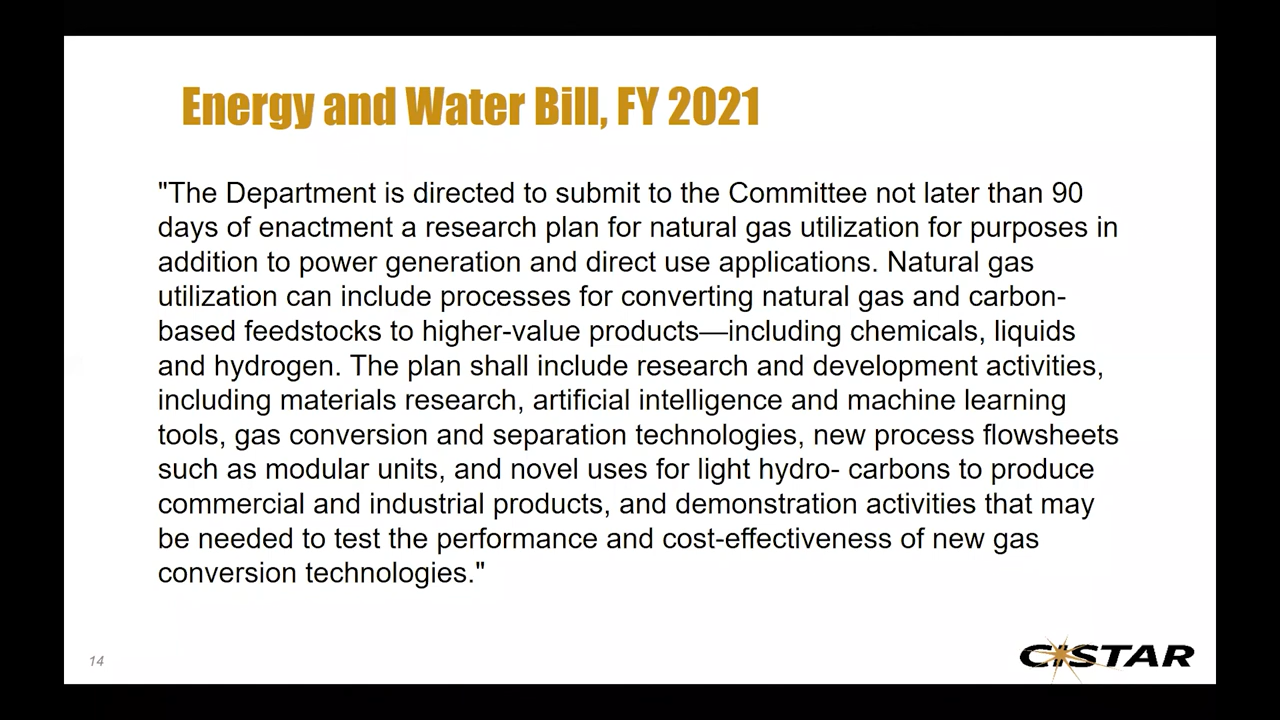 Energy and Water Bill, FY 2021
"The Department is directed to submit to the Committee not later than 90
days of enactment a research plan for natural gas utilization for purposes in
addition to power generation and direct use applications. Natural gas
utilization can include processes for converting natural gas and carbon-
based feedstocks to higher-value products—including chemicals, liquids
and hydrogen. The plan shall include research and development activities,
including materials research, artificial intelligence and machine learning
tools, gas conversion and separation technologies, new process flowsheets
such as modular units, and novel uses for light hydro- carbons to produce
commercial and industrial products, and demonstration activities that may
be needed to test the performance and cost-effectiveness of new gas
conversion technologies."
14
CISTAR